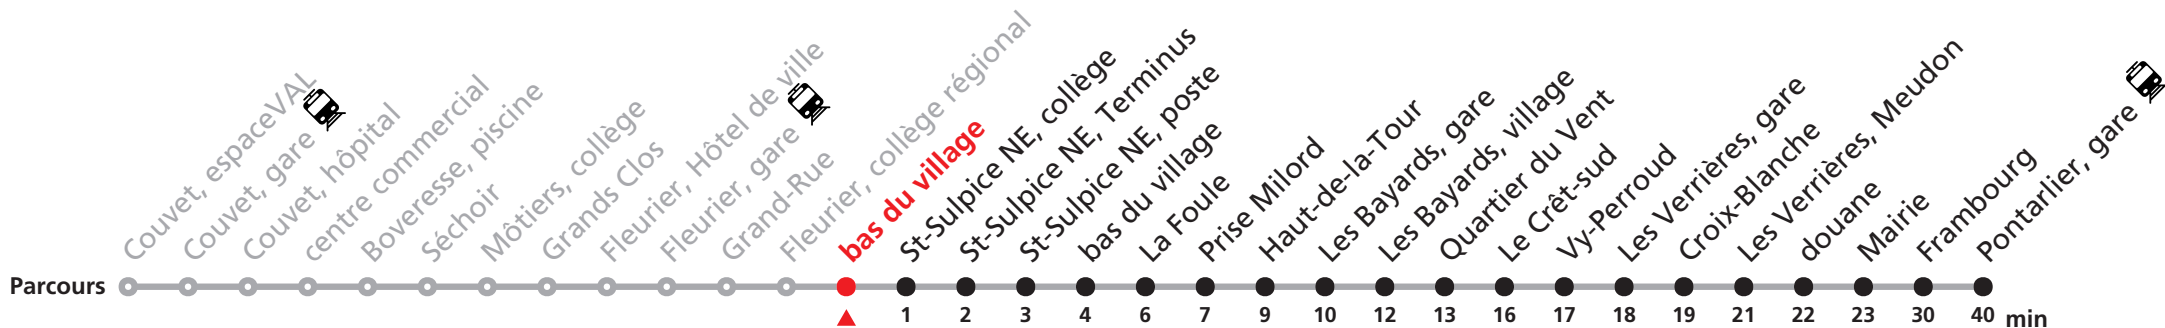 Couvet, espaceVAL
Couvet, gare
Couvet, hôpital
centre commercial
Boveresse, piscine
Séchoir
Môtiers, collège
Grands Clos
Fleurier, Hôtel de ville
Fleurier, gare
Grand-Rue
Fleurier, collège régional
bas du village
St-Sulpice NE, collège
St-Sulpice NE, Terminus
St-Sulpice NE, poste
bas du village
La Foule
Prise Milord
Haut-de-la-Tour
Les Bayards, gare
Les Bayards, village
Quartier du Vent
Le Crêt-sud
Vy-Perroud
Les Verrières, gare
Croix-Blanche
Les Verrières, Meudon
douane
Mairie
Frambourg
Pontarlier, gare
Parcours
1 2 3 4 6 7 9 10 12 13 16 17 18 19 21 22 23 30 40 min